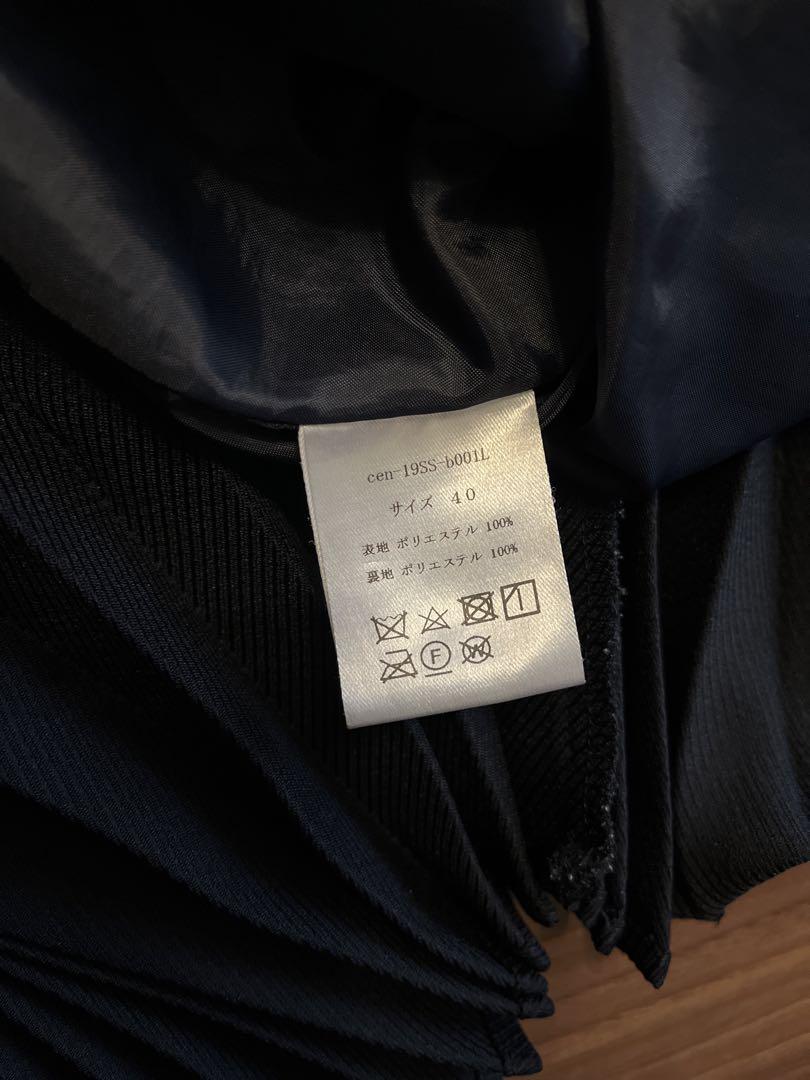 cen-19SS-b001L
サイズ 40
表地 ポリエステル 100%
裏地 ポリエステル 100%
F W